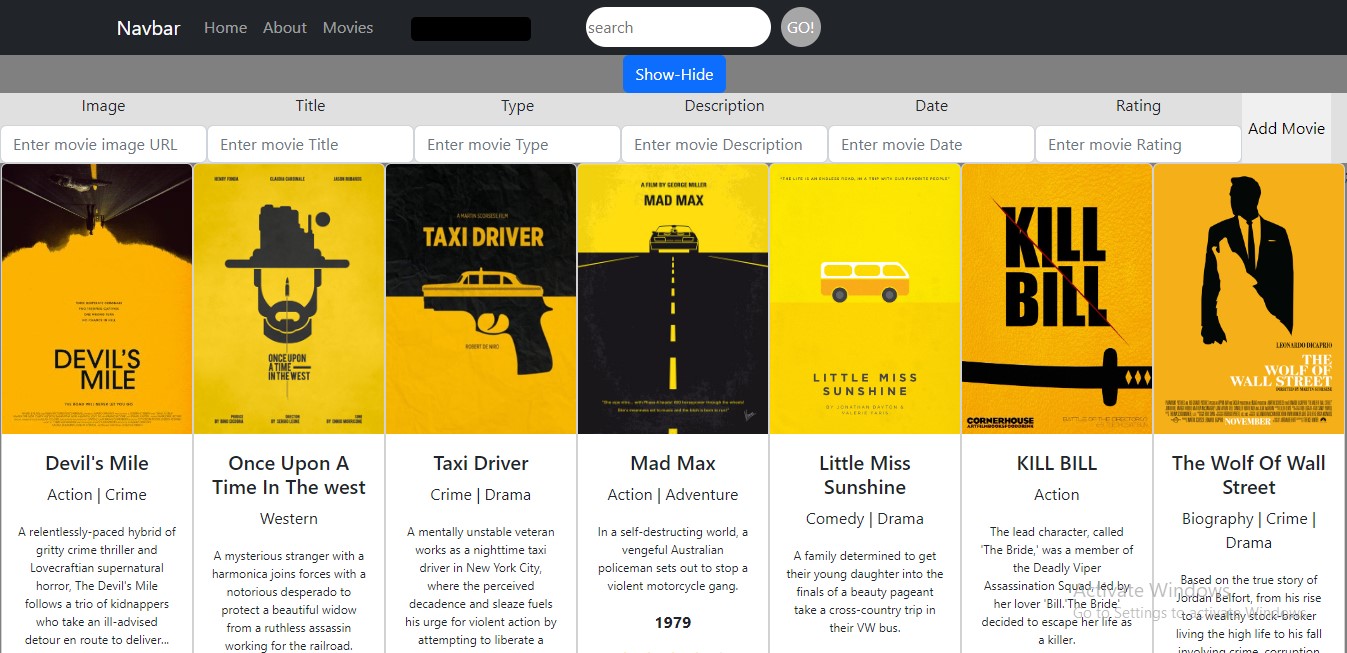 Navbar Home About Movies search GO!
Show-Hide
Image Title Type Description Date Rating
Add Movie
Enter movie image URL Enter movie Title Enter movie Type Enter movie Description Enter movie Date Enter movie Rating
DEVIL'S
MILE
HENRY FONDA CLAUDIA CARDINALE JASON ROBARDS
ONCE UPON
A TIME
IN THE WEST
A MARTIN SCORSESE FILM
TAXI DRIVER
ROBERT DE NIRO
A FILM BY GEORGE MILLER
MAD MAX
LITTLE MISS
SUNSHINE
BY JONATHAN DAYTON &
VALERIE FARIS
KILL
BILL
CORNERHOUSE
LEONARDO DICAPRIO
THE
WOLF OF
WALL STREET
DIRECTED BY MARTIN SCORSESE
NOVEMBER
Devil's Mile
Action | Crime
A relentlessly-paced hybrid of
gritty crime thriller and
Lovecraftian supernatural
horror, The Devil's Mile
follows a trio of kidnappers
who take an ill-advised
detour en route to deliver...
Once Upon A
Time In The west
Western
A mysterious stranger with a
harmonica joins forces with a
notorious desperado to
protect a beautiful widow
from a ruthless assassin
working for the railroad.
Taxi Driver
Crime | Drama
A mentally unstable veteran
works as a nighttime taxi
driver in New York City,
where the perceived
decadence and sleaze fuels
his urge for violent action by
attempting to liberate a
Mad Max
Action | Adventure
In a self-destructing world, a
vengeful Australian
policeman sets out to stop a
violent motorcycle gang.
1979
Little Miss
Sunshine
Comedy | Drama
A family determined to get
their young daughter into the
finals of a beauty pageant
take a cross-country trip in
their VW bus.
KILL BILL
Action
The lead character, called
'The Bride,' was a member of
the Deadly Viper
Assassination Squad, led by
her lover 'Bill.'The Bride'
decided to escape her life as
a killer.
The Wolf Of Wall
Street
Biography | Crime |
Drama
Based on the true story of
Jordan Belfort, from his rise
to a wealthy stock-broker
living the high life to his fall
involving crime, corruption
Activate Windows
Go to Settings to activate Windows.